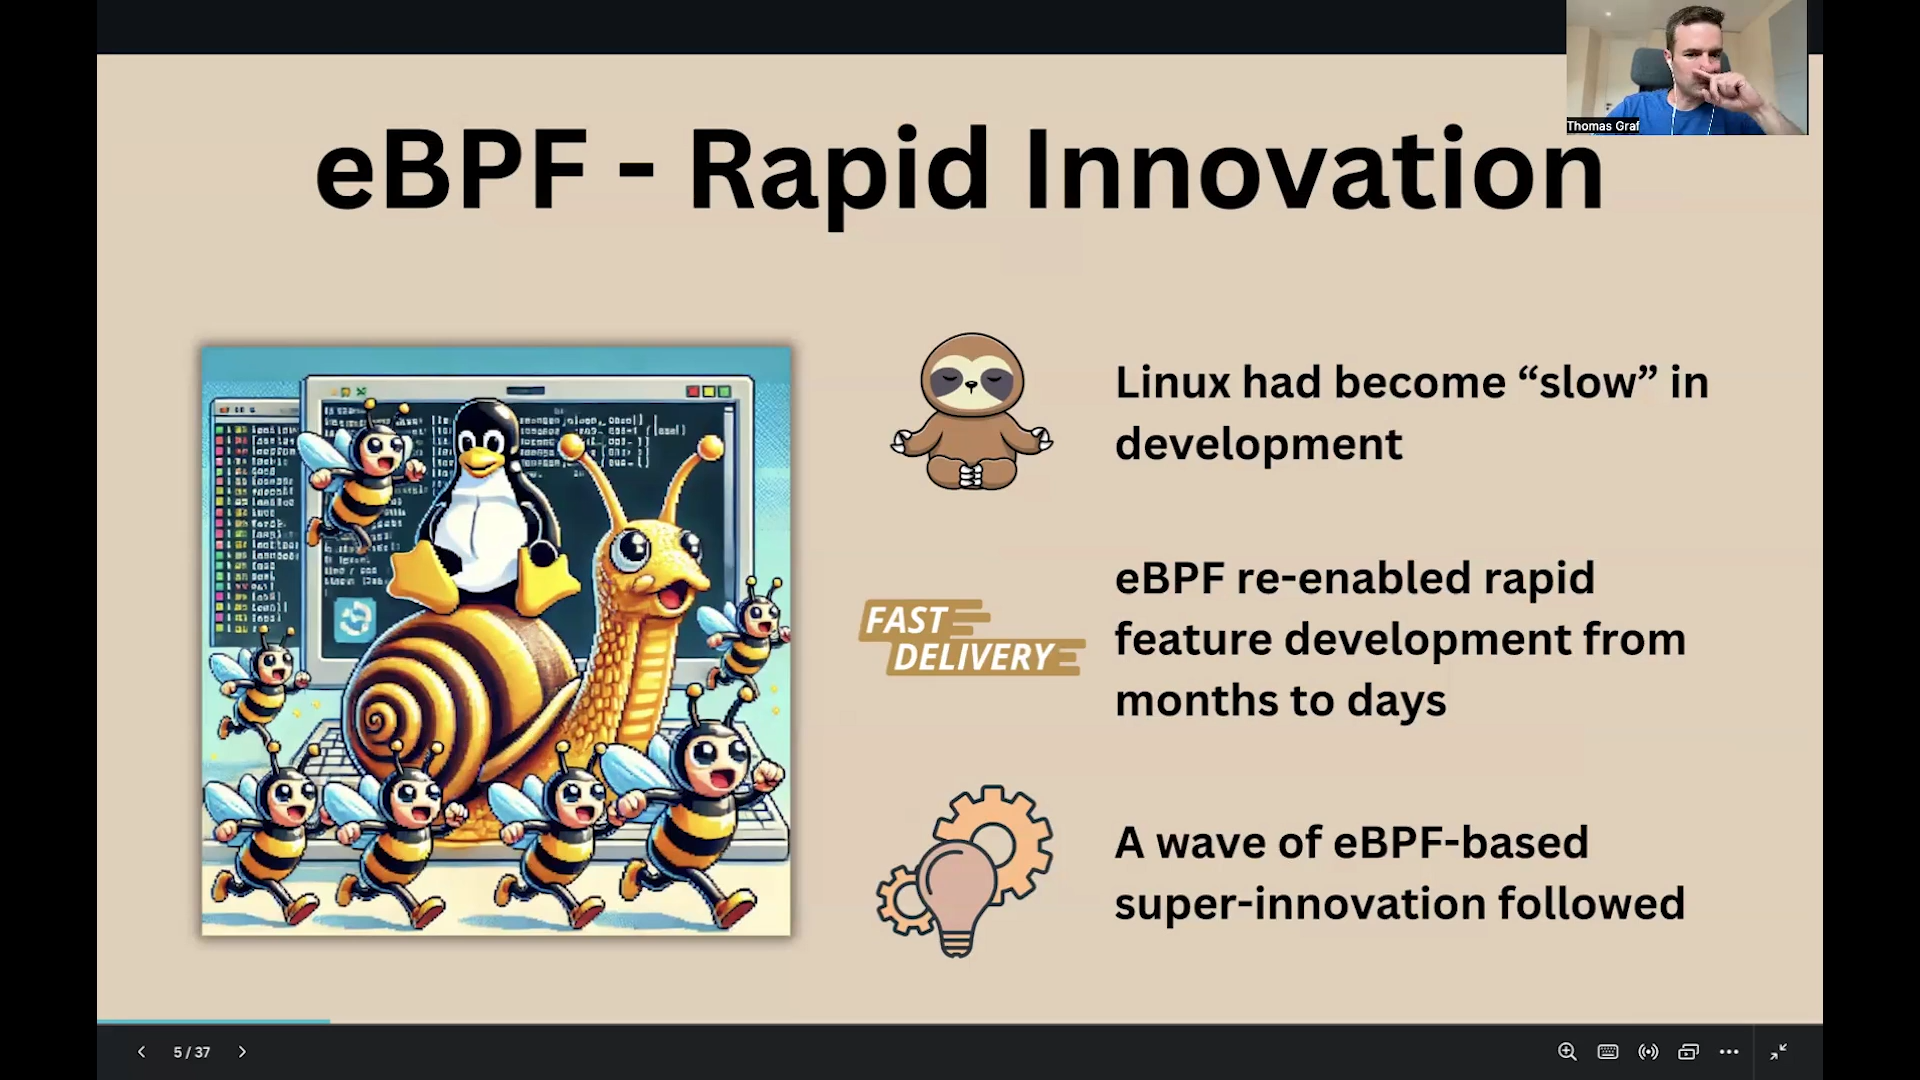 Thomas Graf
eBPF - Rapid Innovation
Linux had become “slow” in
development
FAST
DELIVERY
eBPF re-enabled rapid
feature development from
months to days
A wave of eBPF-based
super-innovation followed
5 / 37